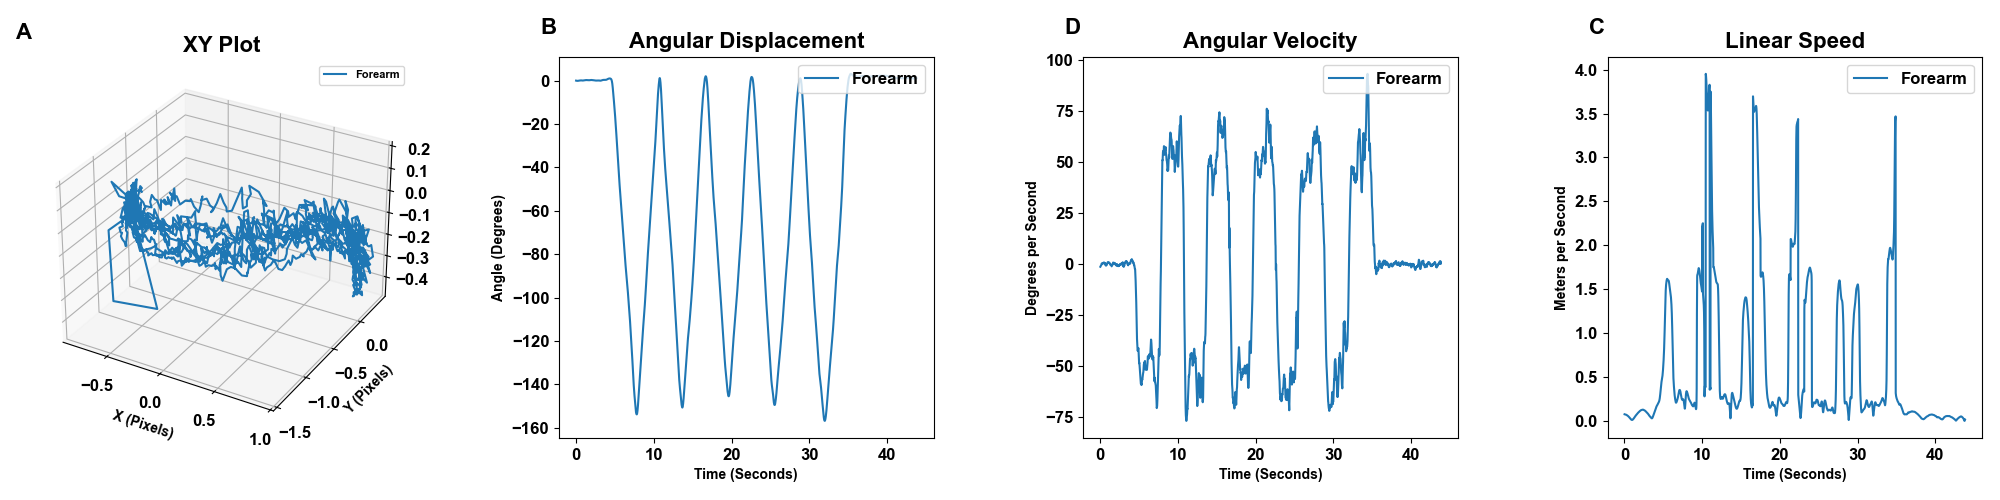 A
XY Plot
Forearm
0.2
0.1
0.0
−0.1
−0.2
−0.3
−0.4
0.0
−0.5
−1.0
−1.5
Y (Pixels)
−0.5
0.0
0.5
1.0
X (Pixels)
B
Angular Displacement
Forearm
0
−20
−40
−60
−80
−100
−120
−140
−160
Angle (Degrees)
0 10 20 30 40
Time (Seconds)
D
Angular Velocity
Forearm
100
75
50
25
0
−25
−50
−75
Degrees per Second
0 10 20 30 40
Time (Seconds)
C
Linear Speed
Forearm
4.0
3.5
3.0
2.5
2.0
1.5
1.0
0.5
0.0
Meters per Second
0 10 20 30 40
Time (Seconds)